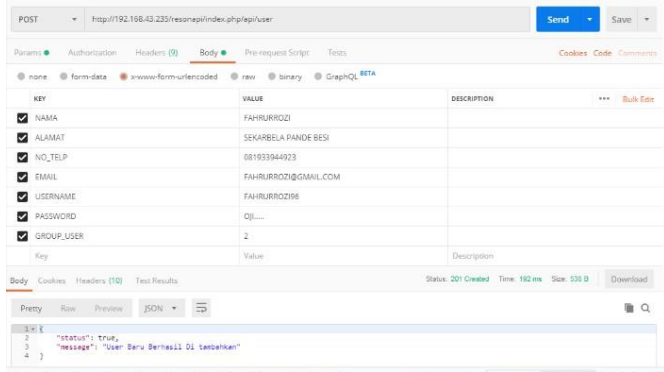 POST http://192.168.43.235/resonapi/index.php/api/user Send Save
Params Authorization Headers (9) Body Pre-request Script Tests Cookies Code Comments
none form-data x-www-form-urlencoded raw binary GraphQL BETA
KEY VALUE DESCRIPTION ••• Bulk Edit
NAMA FAHRURROZI
ALAMAT SEKARBELA PANDE BESI
NO_TELP 081933944923
EMAIL FAHRURROZI@GMAIL.COM
USERNAME FAHRURROZI98
PASSWORD OJI.....
GROUP_USER 2
Key Value Description
Body Cookies Headers (10) Test Results Status: 201 Created Time: 192 ms Size: 536 B Download
Pretty Raw Preview JSON
1 {
2 "status": true,
3 "message": "User Baru Berhasil Di tambahkan"
4 }